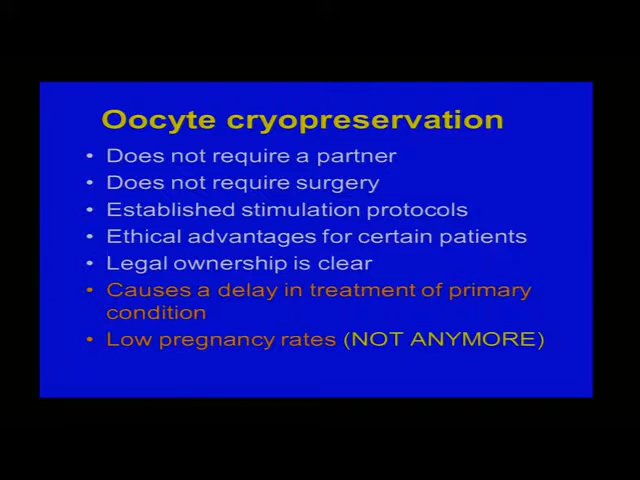 Oocyte cryopreservation
• Does not require a partner
• Does not require surgery
• Established stimulation protocols
• Ethical advantages for certain patients
• Legal ownership is clear
• Causes a delay in treatment of primary
condition
• Low pregnancy rates (NOT ANYMORE)